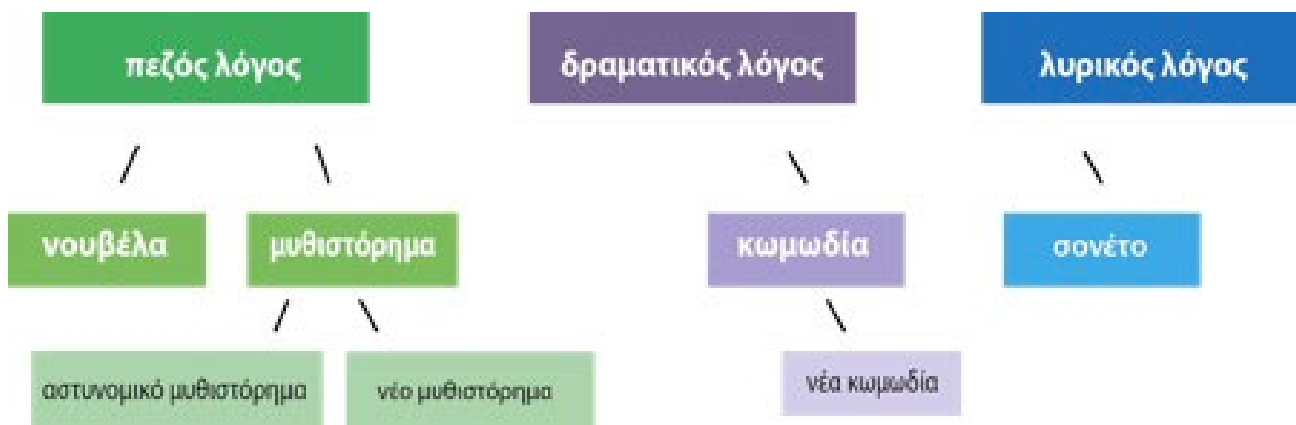 πεζός λόγος
δραματικός λόγος
λυρικός λόγος
νουβέλα
μυθιστόρημα
κωμωδία
σονέτο
αστυνομικό μυθιστόρημα
νέο μυθιστόρημα
νέα κωμωδία